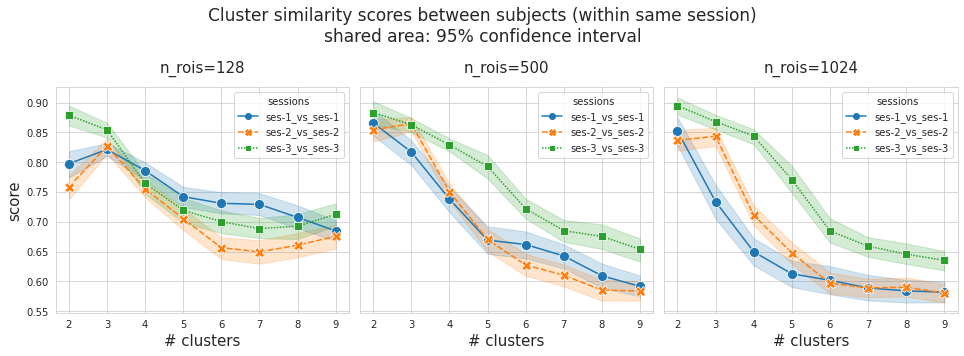 Cluster similarity scores between subjects (within same session)
shared area: 95% confidence interval
n_rois=128
n_rois=500
n_rois=1024
sessions
ses-1_vs_ses-1
ses-2_vs_ses-2
ses-3_vs_ses-3
sessions
ses-1_vs_ses-1
ses-2_vs_ses-2
ses-3_vs_ses-3
sessions
ses-1_vs_ses-1
ses-2_vs_ses-2
ses-3_vs_ses-3
score
0.90
0.85
0.80
0.75
0.70
0.65
0.60
0.55
2 3 4 5 6 7 8 9
2 3 4 5 6 7 8 9
2 3 4 5 6 7 8 9
# clusters
# clusters
# clusters